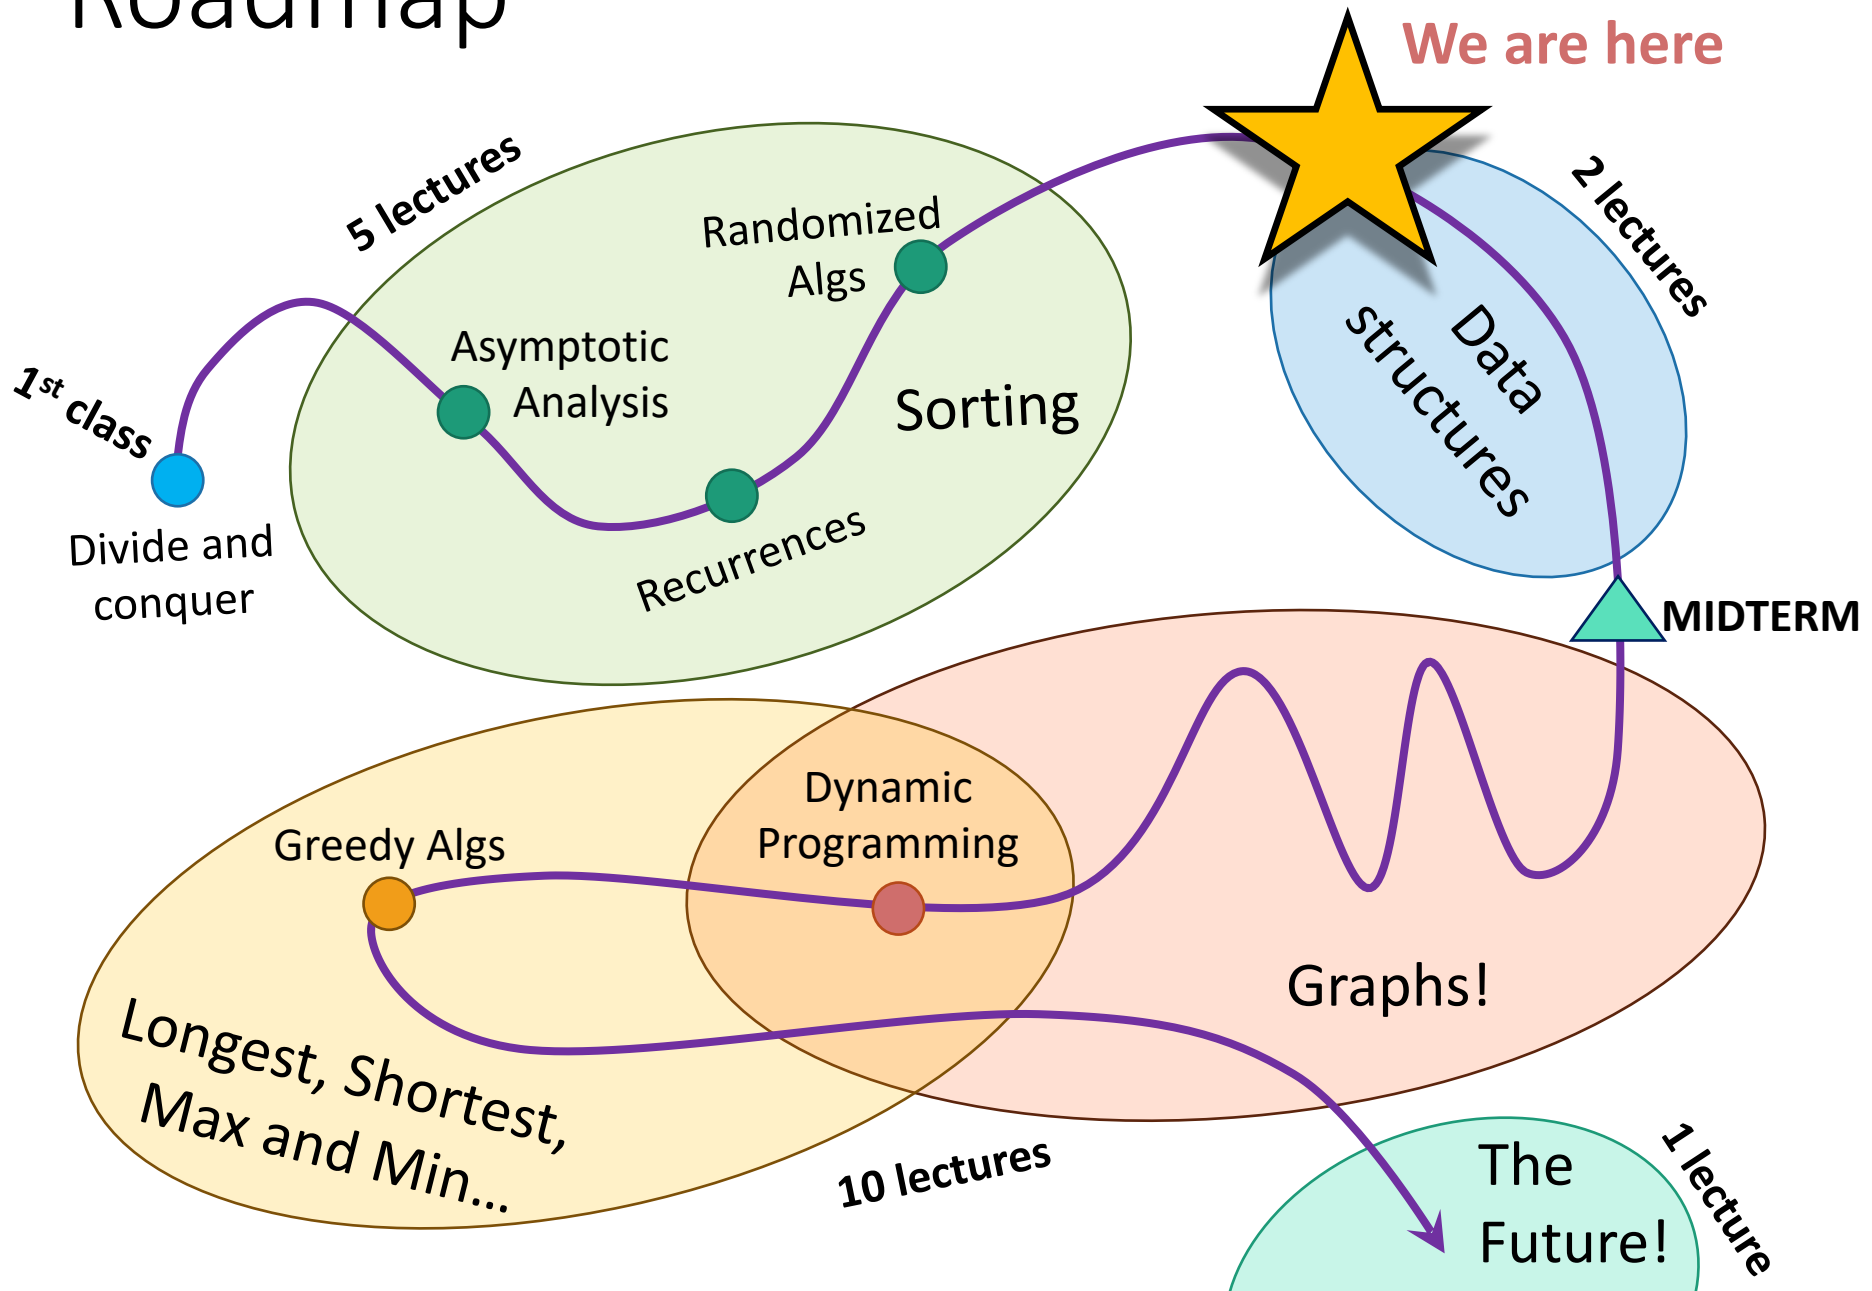 Roadmap
We are here
5 lectures
2 lectures
Randomized
Algs
Asymptotic
Analysis
Sorting
Data
structures
1st class
Divide and
conquer
Recurrences
MIDTERM
Dynamic
Programming
Greedy Algs
Graphs!
Longest, Shortest,
Max and Min...
10 lectures
1 lecture
The
Future!